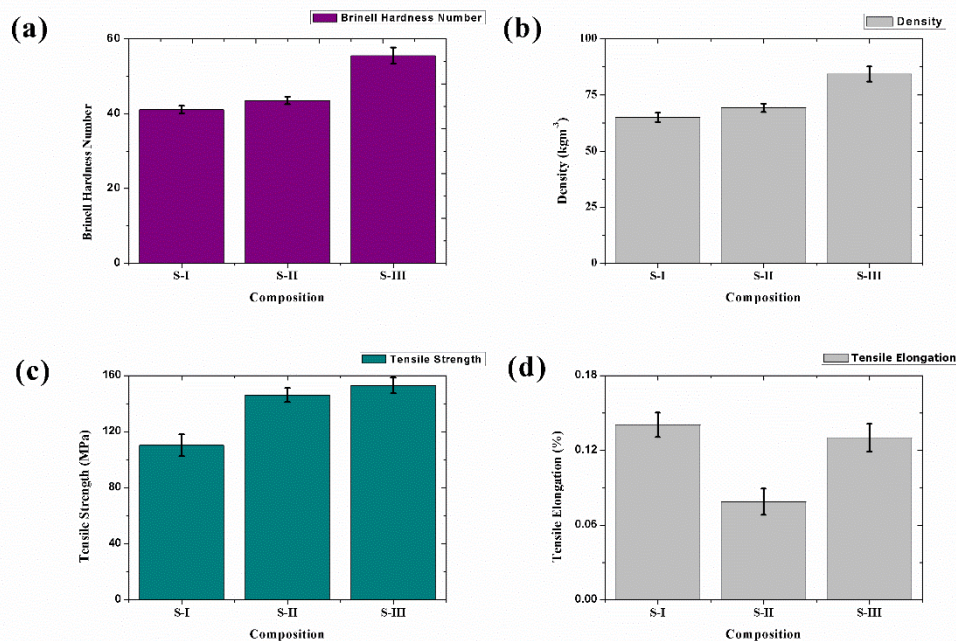 (a)
Brinell Hardness Number
60
40
20
0
Brinell Hardness Number
S-I
S-II
S-III
Composition
(b)
Density
100
75
50
25
0
Density (kgm⁻³)
S-I
S-II
S-III
Composition
(c)
Tensile Strength
160
120
80
40
0
Tensile Strength (MPa)
S-I
S-II
S-III
Composition
(d)
Tensile Elongation
0.18
0.12
0.06
0.00
Tensile Elongation (%)
S-I
S-II
S-III
Composition